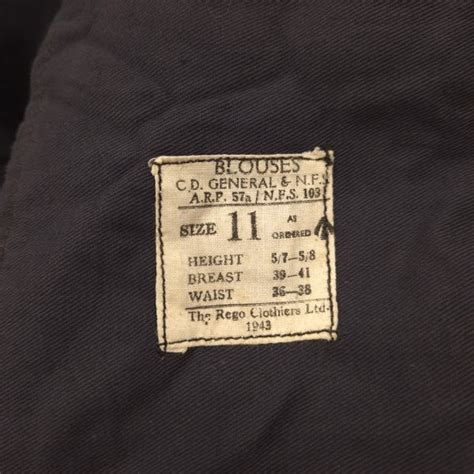 BLOUSES
C.D. GENERAL & N.F.S
A.R.P. 57a / N.F.S. 103
SIZE 11 AS ORDERED
HEIGHT 5/7-5/8
BREAST 39-41
WAIST 36-38
The Rego Clothiers Ltd-
1943